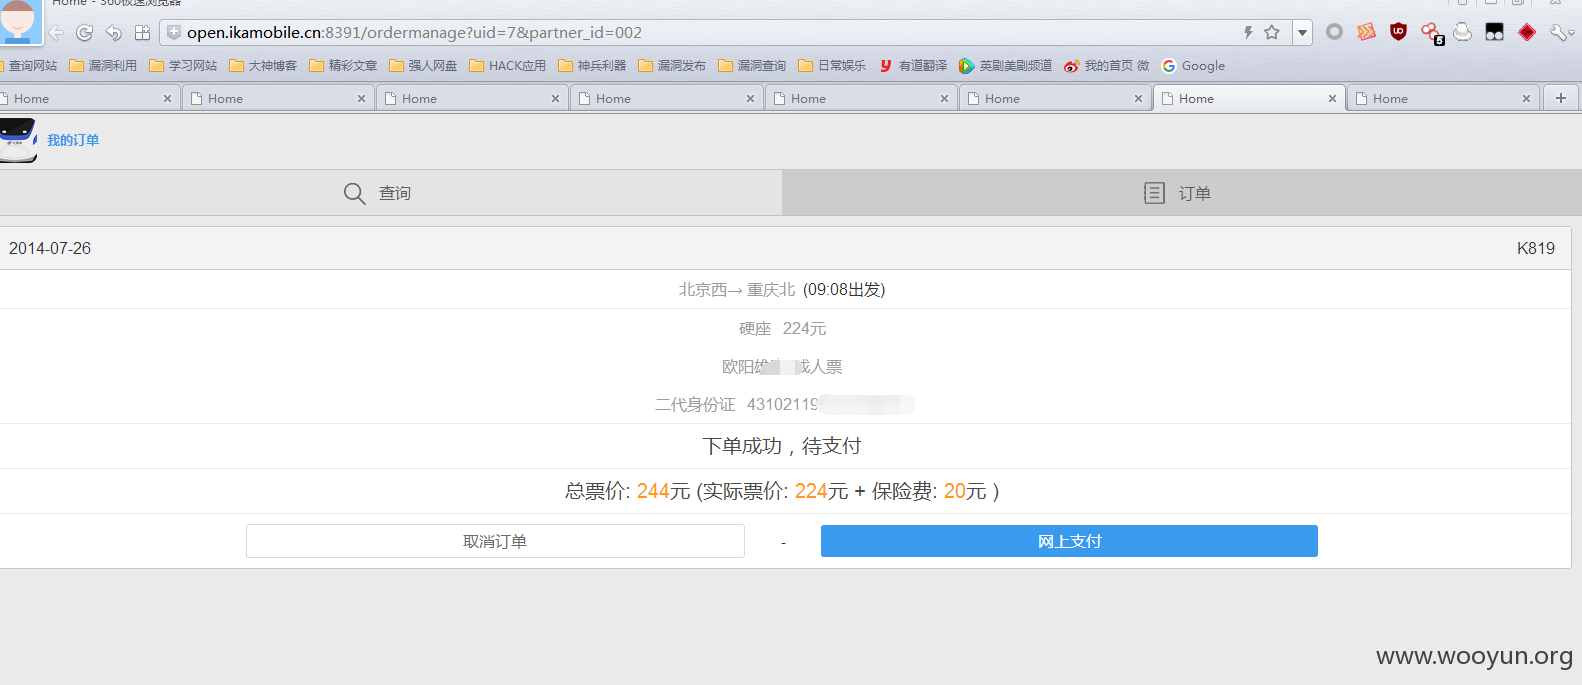 Home - 360极速浏览器
open.ikamobile.cn:8391/ordermanage?uid=7&partner_id=002
查询网站 漏洞利用 学习网站 大神博客 精彩文章 强人网盘 HACK应用 神兵利器 漏洞发布 漏洞查询 日常娱乐 有道翻译 英剧美剧频道 我的首页 微 Google
Home Home Home Home Home Home Home Home
我的订单
查询 订单
2014-07-26 K819
北京西→ 重庆北 (09:08出发)
硬座 224元
欧阳 人票
二代身份证 43102119
下单成功，待支付
总票价: 244元 (实际票价: 224元 + 保险费: 20元 )
取消订单 - 网上支付
www.wooyun.org